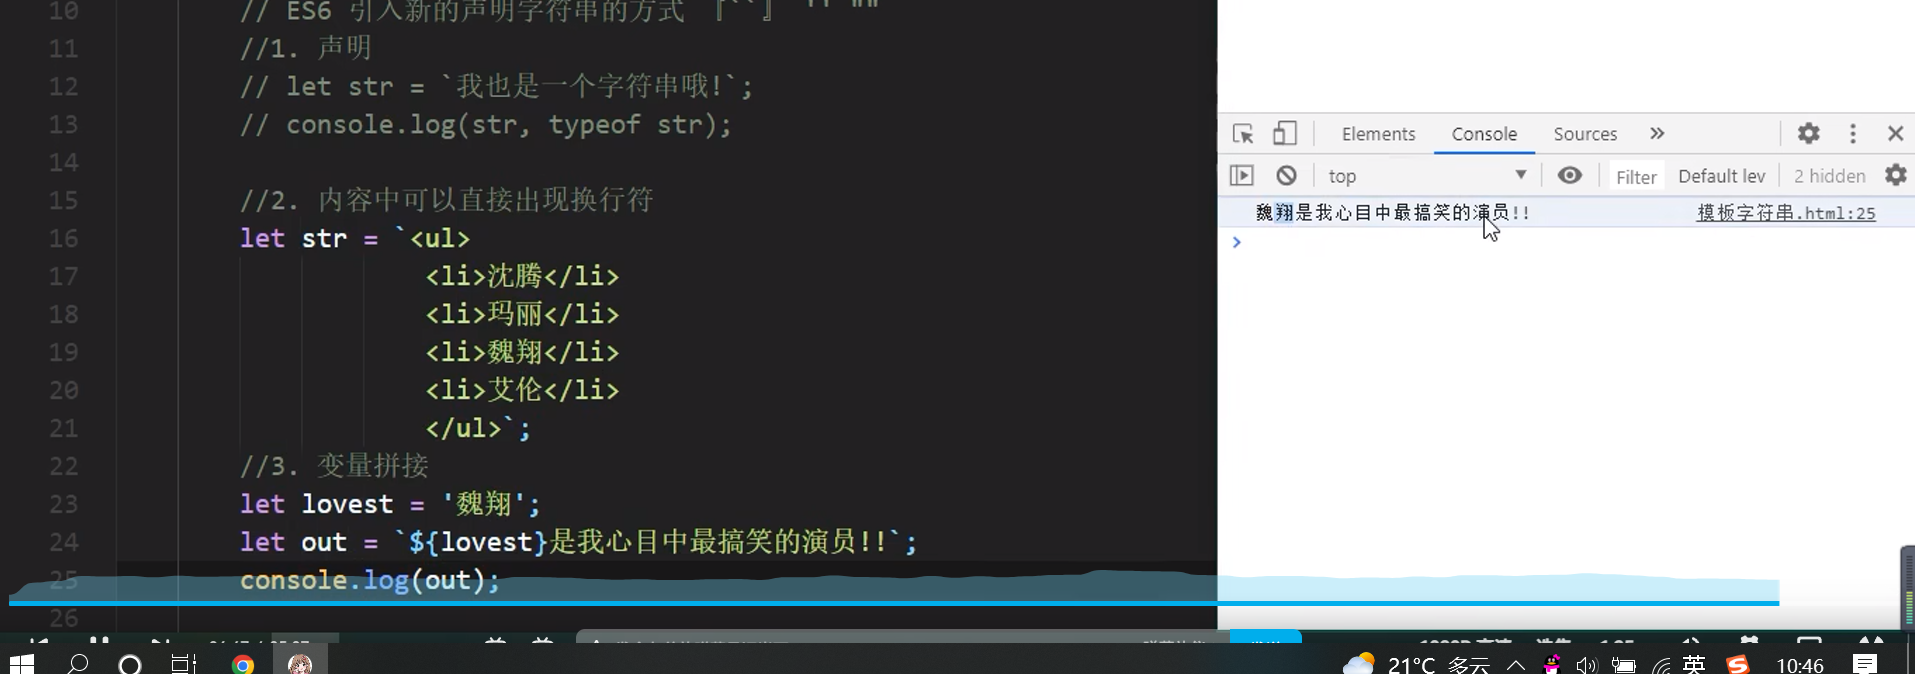 10 // ES6 引入新的声明字符串的方式 『``』 '' ""
11 //1. 声明
12 // let str = `我也是一个字符串哦!`;
13 // console.log(str, typeof str);
14
15 //2. 内容中可以直接出现换行符
16 let str = `<ul>
17 <li>沈腾</li>
18 <li>玛丽</li>
19 <li>魏翔</li>
20 <li>艾伦</li>
21 </ul>`;
22 //3. 变量拼接
23 let lovest = '魏翔';
24 let out = `${lovest}是我心目中最搞笑的演员!!`;
25 console.log(out);
26
Elements Console Sources »
top ▼ Filter Default lev 2 hidden
魏翔是我心目中最搞笑的演员!! 模板字符串.html:25
>
21°C 多云 英 10:46